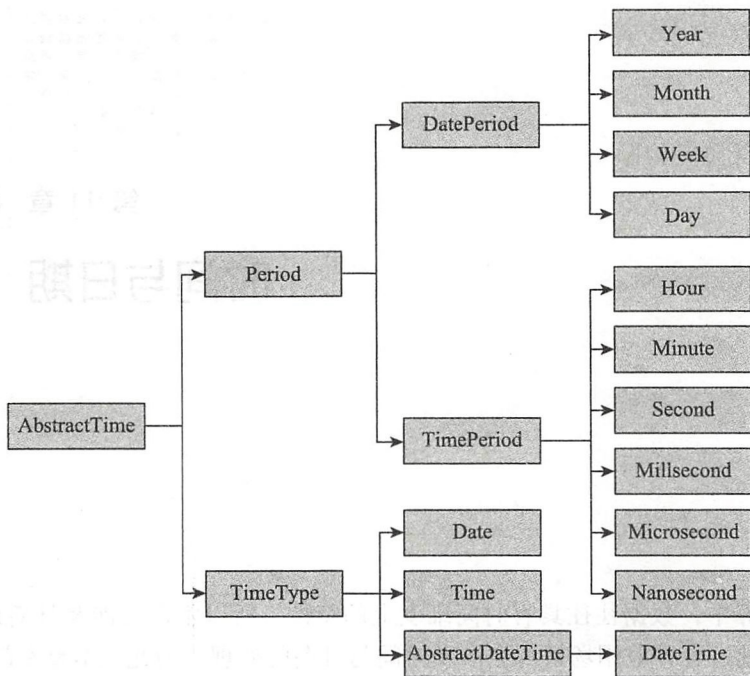 Year
Month
DatePeriod
Week
Day
Period
Hour
Minute
AbstractTime
Second
TimePeriod
Millsecond
Date
Microsecond
TimeType
Time
Nanosecond
AbstractDateTime
DateTime